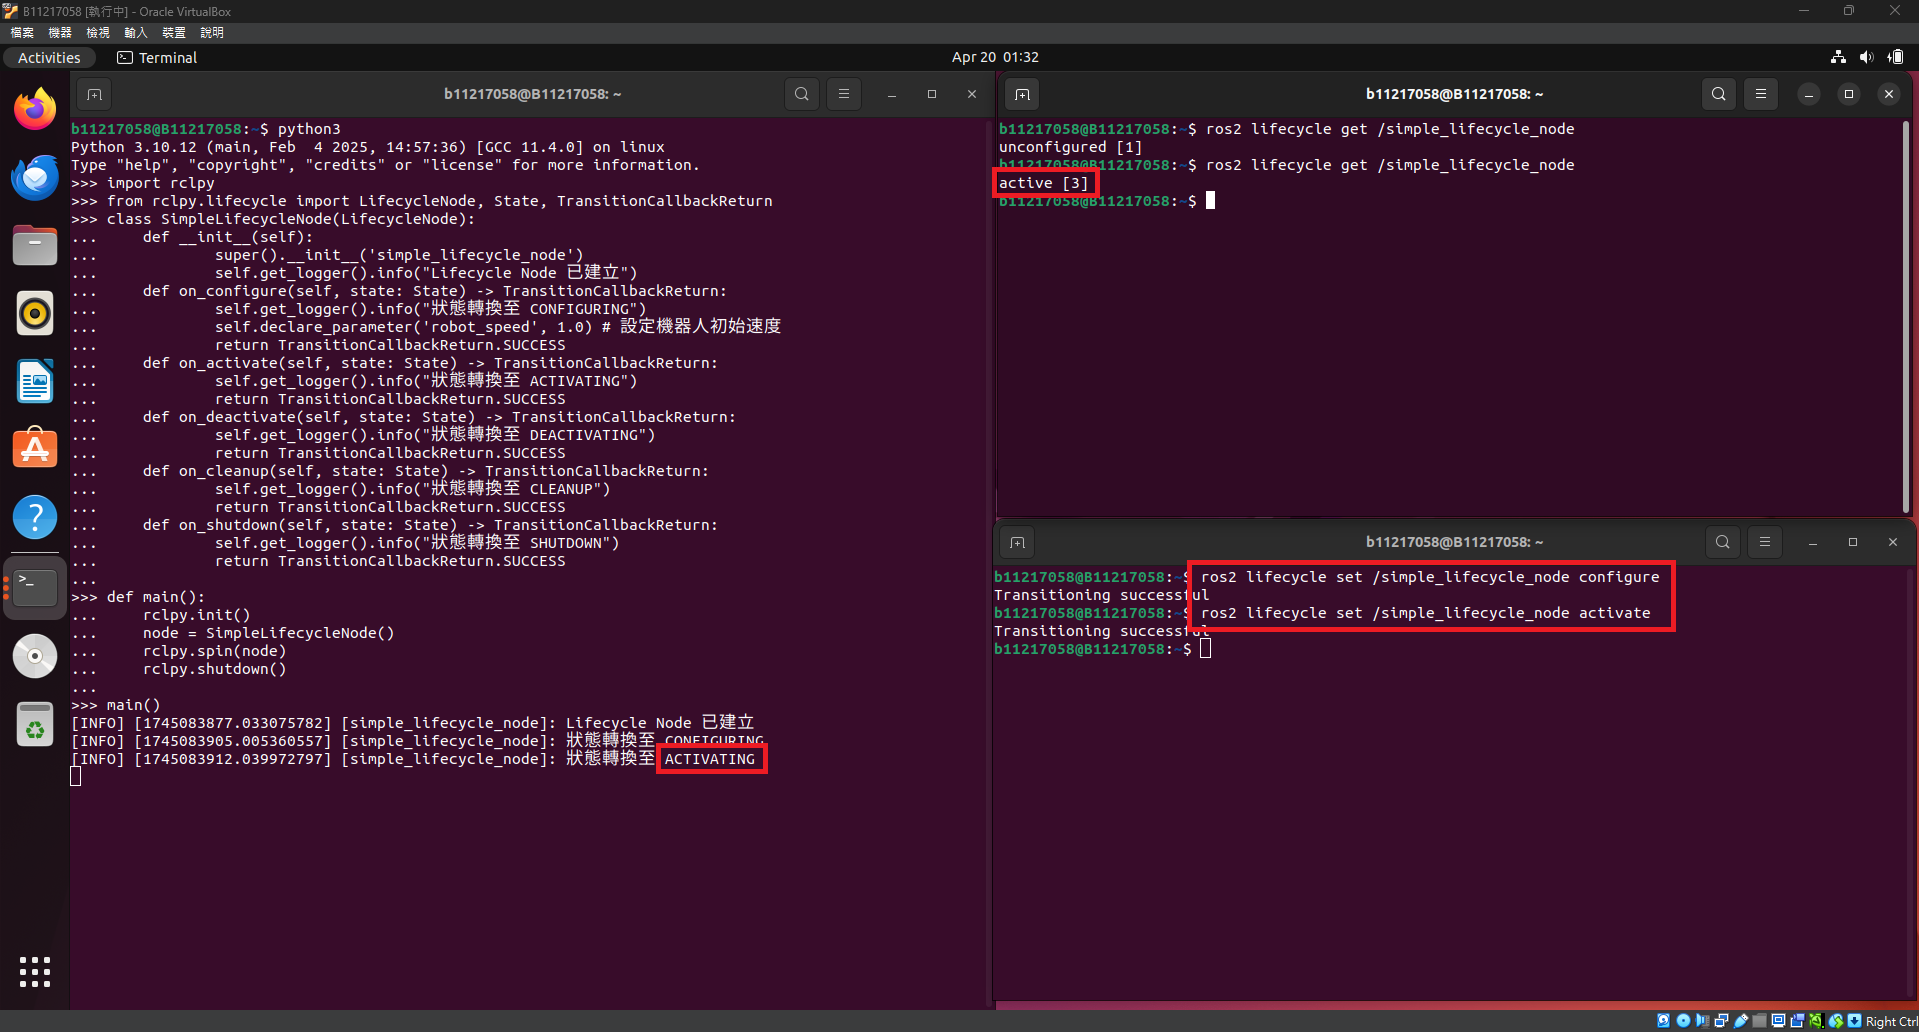 B11217058 [執行中] - Oracle VirtualBox
檔案 機器 檢視 輸入 裝置 說明
Activities Terminal Apr 20 01:32
b11217058@B11217058: ~
b11217058@B11217058:~$ python3
Python 3.10.12 (main, Feb  4 2025, 14:57:36) [GCC 11.4.0] on linux
Type "help", "copyright", "credits" or "license" for more information.
>>> import rclpy
>>> from rclpy.lifecycle import LifecycleNode, State, TransitionCallbackReturn
>>> class SimpleLifecycleNode(LifecycleNode):
...     def __init__(self):
...             super().__init__('simple_lifecycle_node')
...             self.get_logger().info("Lifecycle Node 已建立")
...     def on_configure(self, state: State) -> TransitionCallbackReturn:
...             self.get_logger().info("狀態轉換至 CONFIGURING")
...             self.declare_parameter('robot_speed', 1.0) # 設定機器人初始速度
...             return TransitionCallbackReturn.SUCCESS
...     def on_activate(self, state: State) -> TransitionCallbackReturn:
...             self.get_logger().info("狀態轉換至 ACTIVATING")
...             return TransitionCallbackReturn.SUCCESS
...     def on_deactivate(self, state: State) -> TransitionCallbackReturn:
...             self.get_logger().info("狀態轉換至 DEACTIVATING")
...             return TransitionCallbackReturn.SUCCESS
...     def on_cleanup(self, state: State) -> TransitionCallbackReturn:
...             self.get_logger().info("狀態轉換至 CLEANUP")
...             return TransitionCallbackReturn.SUCCESS
...     def on_shutdown(self, state: State) -> TransitionCallbackReturn:
...             self.get_logger().info("狀態轉換至 SHUTDOWN")
...             return TransitionCallbackReturn.SUCCESS
...
>>> def main():
...     rclpy.init()
...     node = SimpleLifecycleNode()
...     rclpy.spin(node)
...     rclpy.shutdown()
...
>>> main()
[INFO] [1745083877.033075782] [simple_lifecycle_node]: Lifecycle Node 已建立
[INFO] [1745083905.005360557] [simple_lifecycle_node]: 狀態轉換至 CONFIGURING
[INFO] [1745083912.039972797] [simple_lifecycle_node]: 狀態轉換至 ACTIVATING
b11217058@B11217058: ~
b11217058@B11217058:~$ ros2 lifecycle get /simple_lifecycle_node
unconfigured [1]
b11217058@B11217058:~$ ros2 lifecycle get /simple_lifecycle_node
active [3]
b11217058@B11217058:~$
b11217058@B11217058: ~
b11217058@B11217058:~$ ros2 lifecycle set /simple_lifecycle_node configure
Transitioning successful
b11217058@B11217058:~$ ros2 lifecycle set /simple_lifecycle_node activate
Transitioning successful
b11217058@B11217058:~$
Right Ctrl